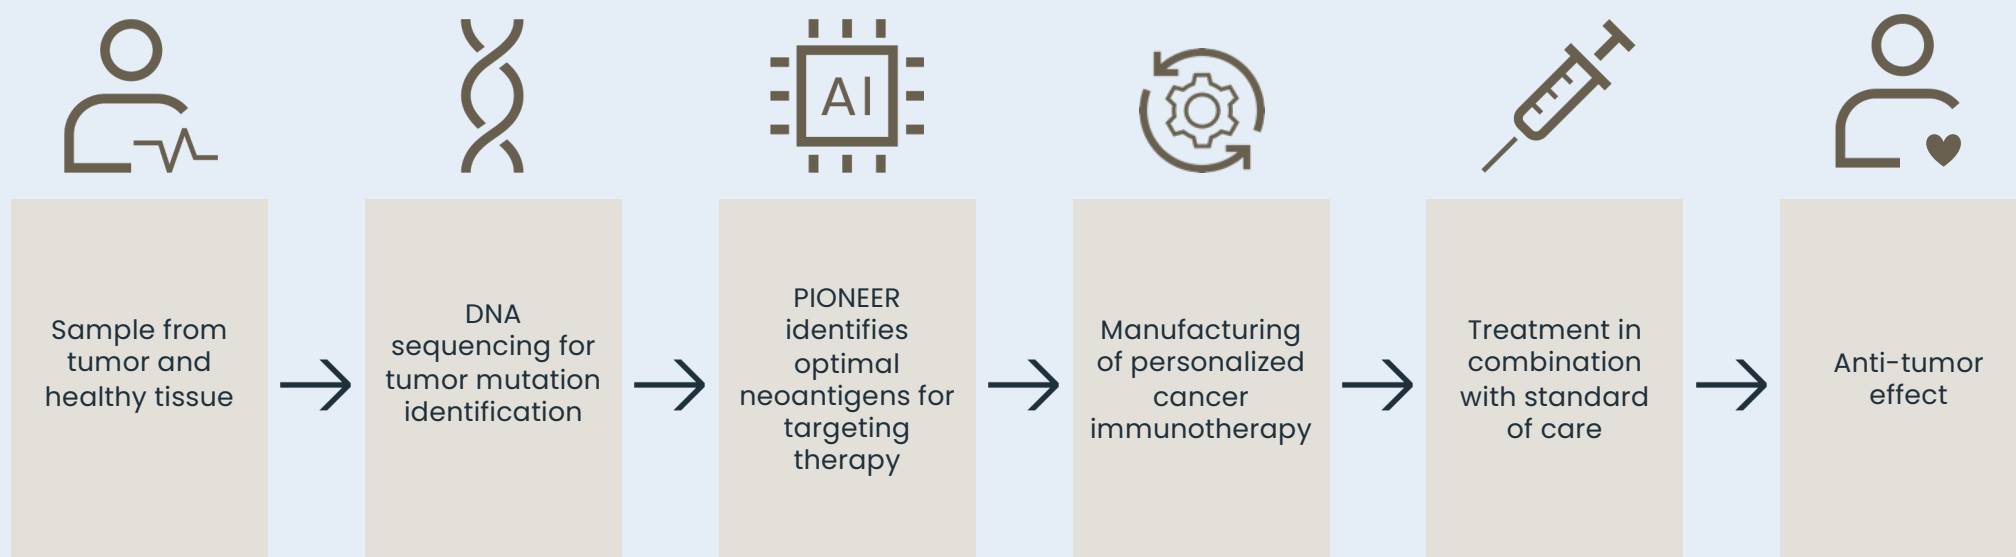 AI
Sample from
tumor and
healthy tissue
DNA
sequencing for
tumor mutation
identification
PIONEER
identifies
optimal
neoantigens for
targeting
therapy
Manufacturing
of personalized
cancer
immunotherapy
Treatment in
combination
with standard
of care
Anti-tumor
effect